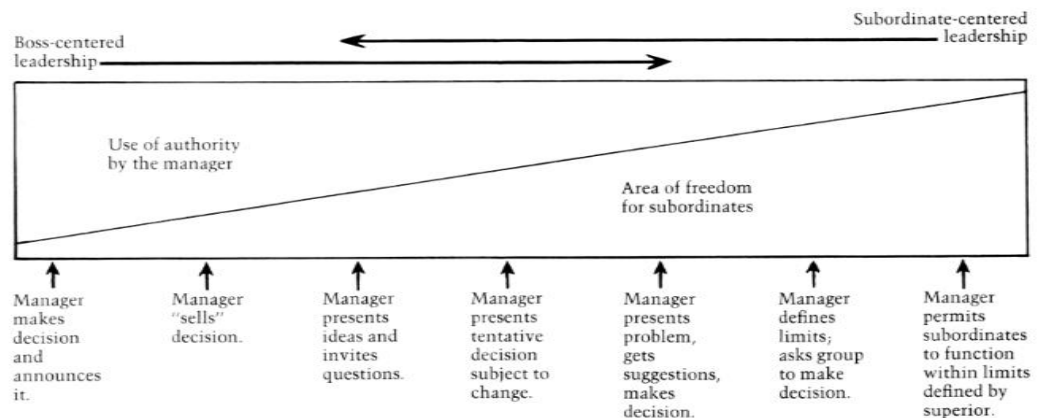 Boss-centered
leadership
Subordinate-centered
leadership
Use of authority
by the manager
Area of freedom
for subordinates
Manager
makes
decision
and
announces
it.
Manager
"sells"
decision.
Manager
presents
ideas and
invites
questions.
Manager
presents
tentative
decision
subject to
change.
Manager
presents
problem,
gets
suggestions,
makes
decision.
Manager
defines
limits;
asks group
to make
decision.
Manager
permits
subordinates
to function
within limits
defined by
superior.